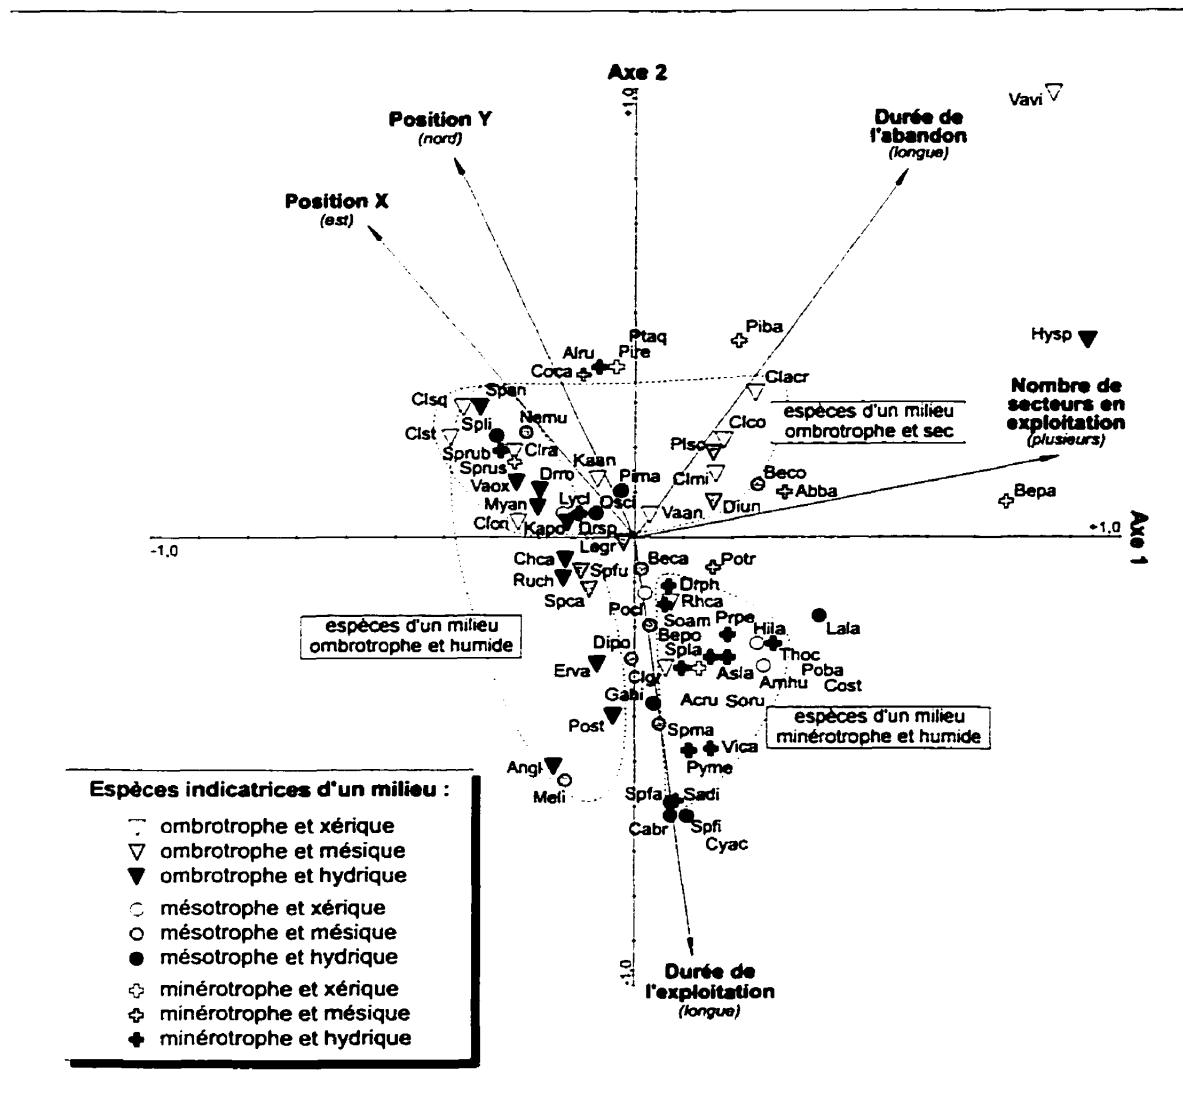 Axe 2
+1,0
Vavi
Position Y
(nord)
Durée de
l'abandon
(longue)
Position X
(est)
Piba
Ptaq
Hysp
Alru
Pire
Coca
Clacr
Nombre de
secteurs en
exploitation
(plusieurs)
Clsq
Span
espèces d'un milieu
ombrotrophe et sec
Nemu
Spli
Clco
Clst
Plsc
Sprub
Clra
Sprus
Kaan
Pima
Clmi
Beco
Vaox
Drro
Abba
Bepa
Myan
Lycl
Osci
Vaan
Diun
Kapo
Drsp
+1,0
Axe 1
-1,0
Legr
Chca
Beca
Potr
Ruch
Spfu
Drph
Spca
Rhca
Soam
Prpe
espèces d'un milieu
ombrotrophe et humide
Dipo
Bepo
Hila
Lala
Spla
Thoc
Erva
Asla
Poba
Amhu
Cost
Acru
Soru
Post
Spma
espèces d'un milieu
minérotrophe et humide
Vica
Angl
Pyme
Meli
Spfa
Sadi
Cabr
Spfi
Cyac
Espèces indicatrices d'un milieu :
ombrotrophe et xérique
ombrotrophe et mésique
ombrotrophe et hydrique
mésotrophe et xérique
mésotrophe et mésique
mésotrophe et hydrique
minérotrophe et xérique
minérotrophe et mésique
minérotrophe et hydrique
-1,0
Durée de
l'exploitation
(longue)